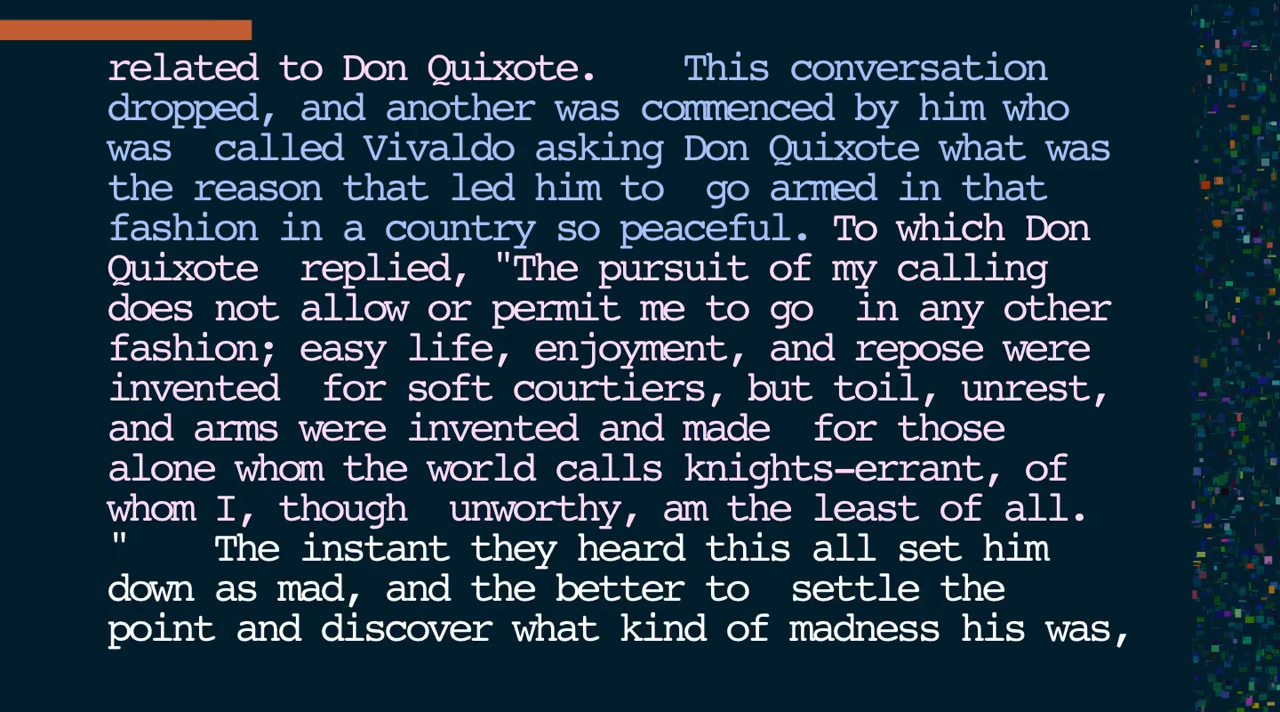 related to Don Quixote.    This conversation
dropped, and another was commenced by him who
was  called Vivaldo asking Don Quixote what was
the reason that led him to  go armed in that
fashion in a country so peaceful. To which Don
Quixote  replied, "The pursuit of my calling
does not allow or permit me to go  in any other
fashion; easy life, enjoyment, and repose were
invented  for soft courtiers, but toil, unrest,
and arms were invented and made  for those
alone whom the world calls knights-errant, of
whom I, though  unworthy, am the least of all.
"    The instant they heard this all set him
down as mad, and the better to  settle the
point and discover what kind of madness his was,